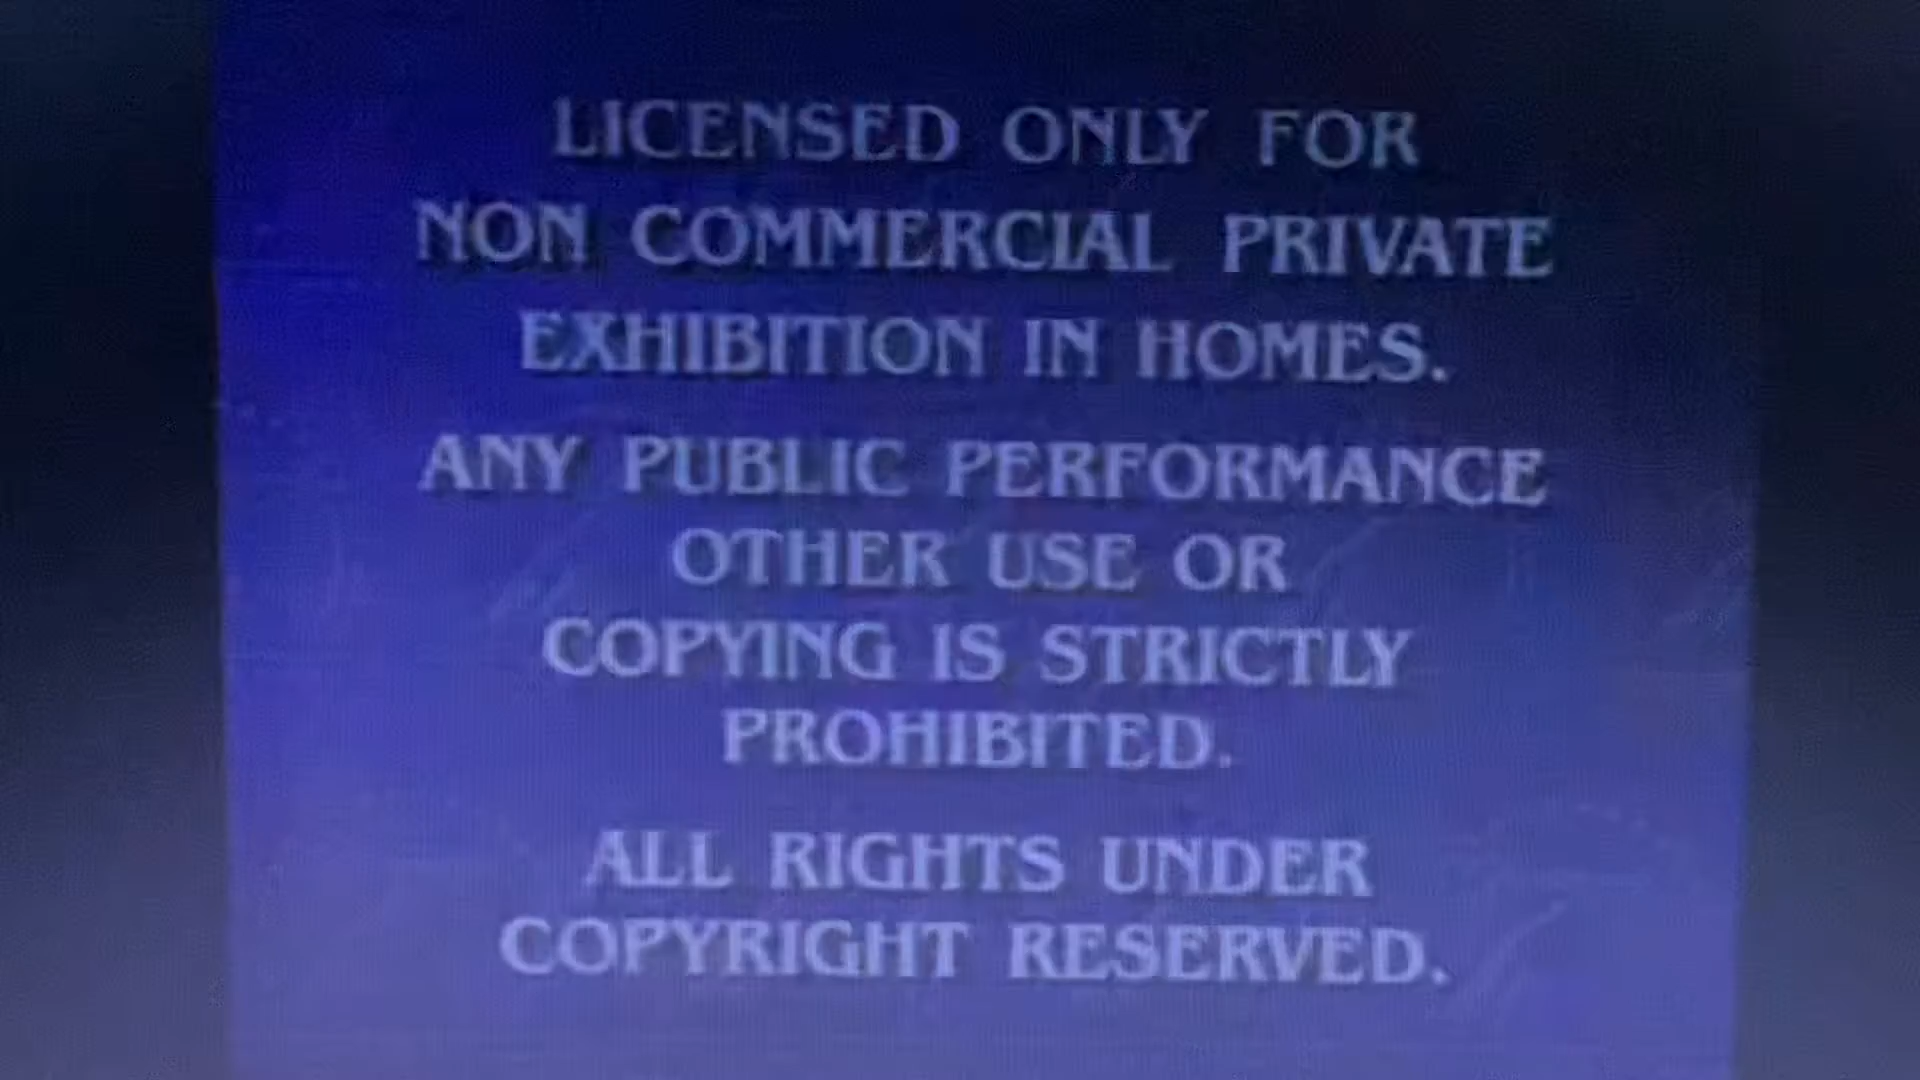 LICENSED ONLY FOR
NON COMMERCIAL PRIVATE
EXHIBITION IN HOMES.
ANY PUBLIC PERFORMANCE
OTHER USE OR
COPYING IS STRICTLY
PROHIBITED.
ALL RIGHTS UNDER
COPYRIGHT RESERVED.